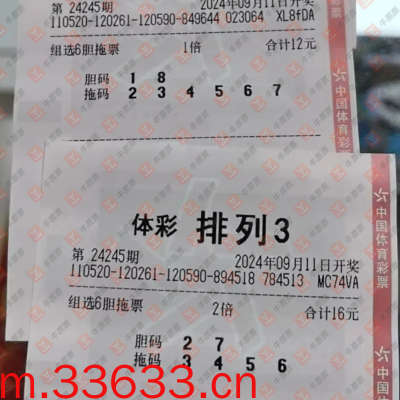 第 24245期 2024年09月11日开奖
110520-120261-120590-849644 023064 XL8fDA
组选6胆拖票 1倍 合计12元
胆码 1 8
拖码 2 3 4 5 6 7
中国体育彩票
体彩 排列3
第 24245期 2024年09月11日开奖
110520-120261-120590-894518 784513 MC74VA
组选6胆拖票 2倍 合计16元
胆码 2 7
拖码 3 4 5 6
中国体育彩票
m.33633.cn